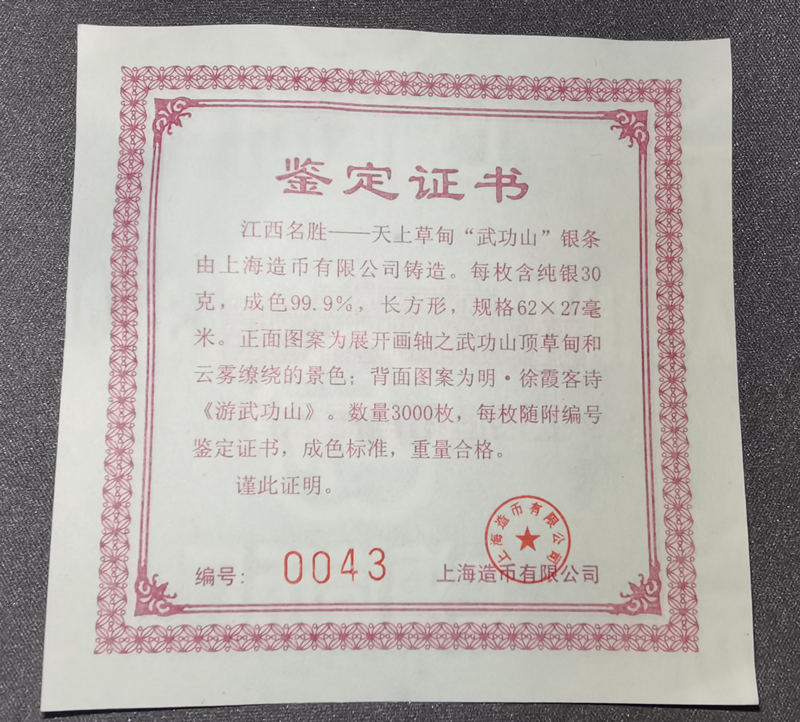 鉴定证书
江西名胜——天上草甸“武功山”银条
由上海造币有限公司铸造。每枚含纯银30
克，成色99.9%，长方形，规格62×27毫
米。正面图案为展开画轴之武功山顶草甸和
云雾缭绕的景色；背面图案为明·徐霞客诗
《游武功山》。数量3000枚，每枚随附编号
鉴定证书，成色标准，重量合格。
谨此证明。
上海造币有限公司
编号： 0043 上海造币有限公司